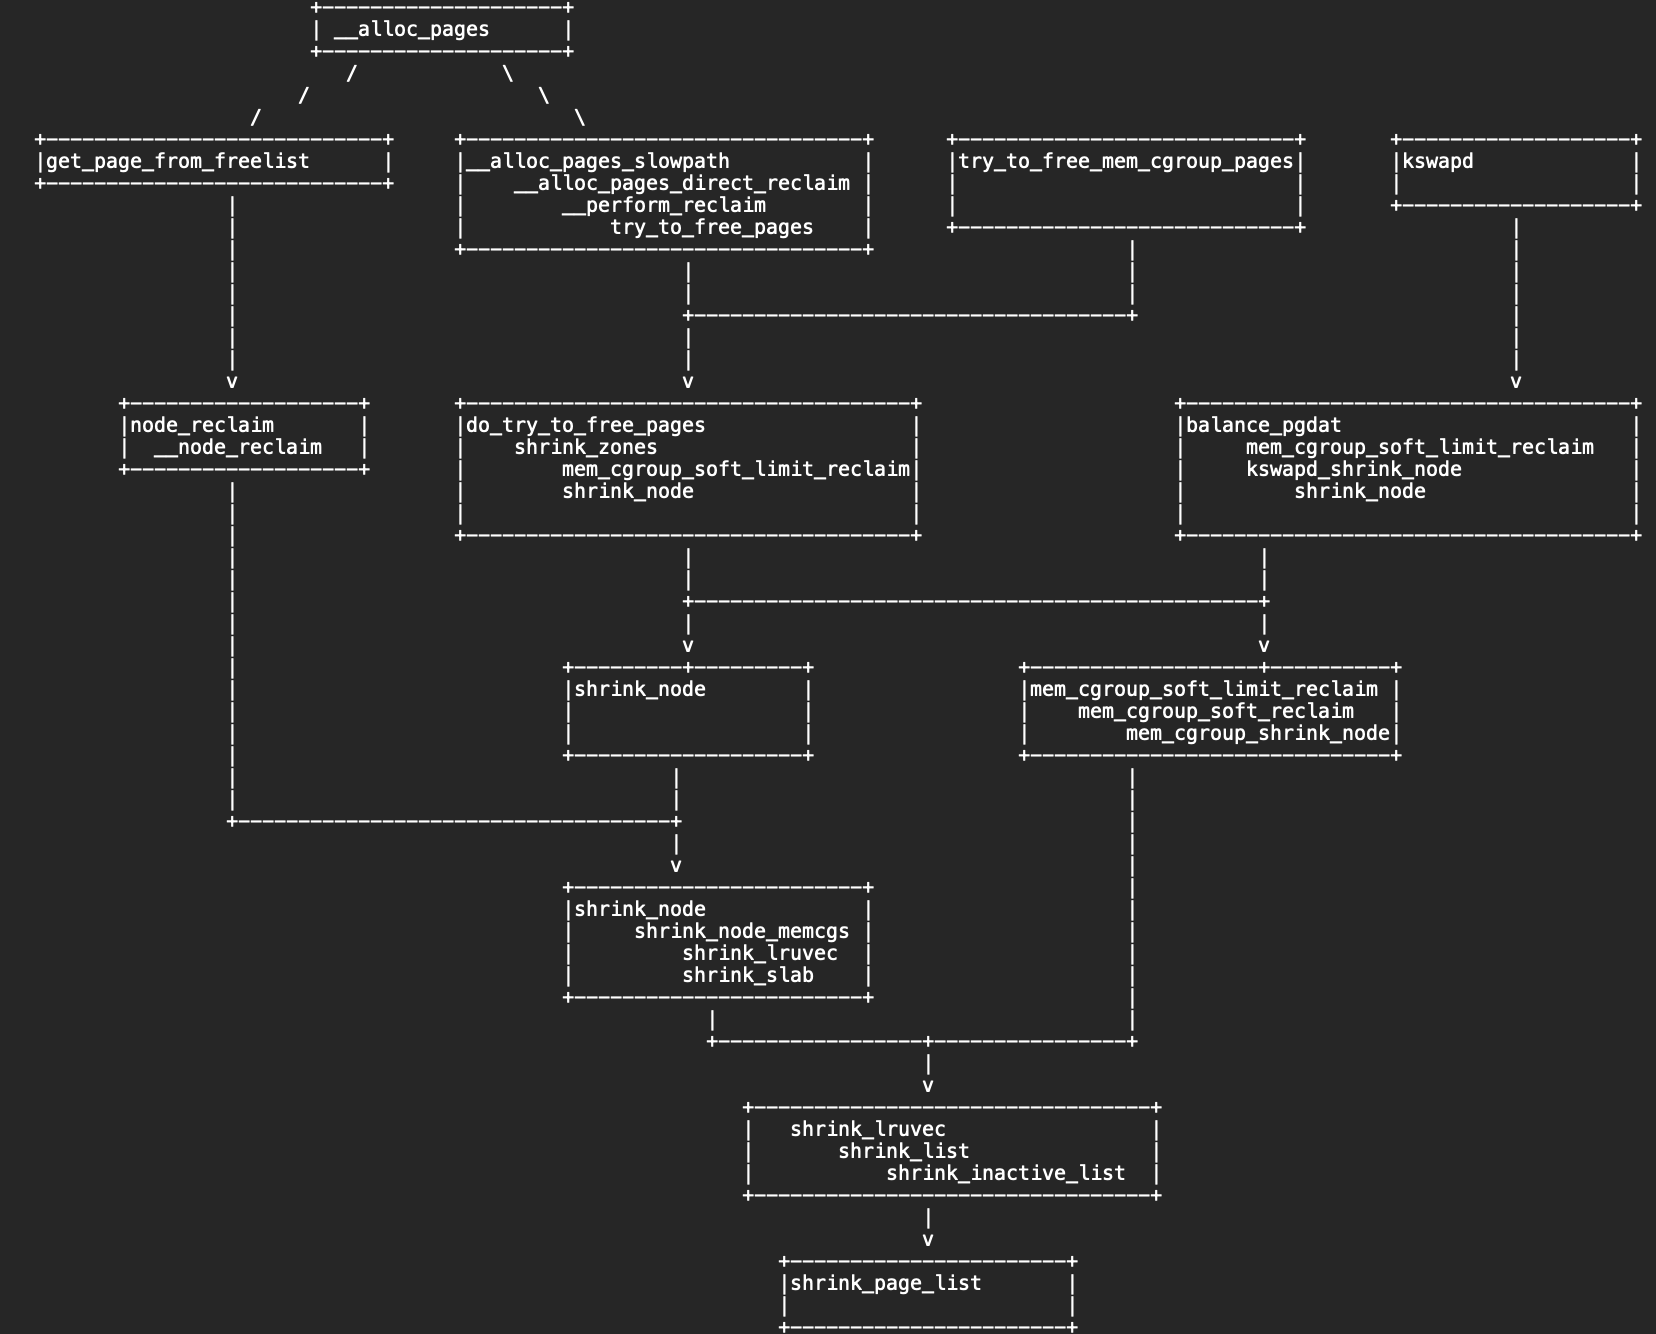 __alloc_pages
get_page_from_freelist
__alloc_pages_slowpath
__alloc_pages_direct_reclaim
__perform_reclaim
try_to_free_pages
try_to_free_mem_cgroup_pages
kswapd
node_reclaim
__node_reclaim
do_try_to_free_pages
shrink_zones
mem_cgroup_soft_limit_reclaim
shrink_node
balance_pgdat
mem_cgroup_soft_limit_reclaim
kswapd_shrink_node
shrink_node
shrink_node
mem_cgroup_soft_limit_reclaim
mem_cgroup_soft_reclaim
mem_cgroup_shrink_node
shrink_node
shrink_node_memcgs
shrink_lruvec
shrink_slab
shrink_lruvec
shrink_list
shrink_inactive_list
shrink_page_list